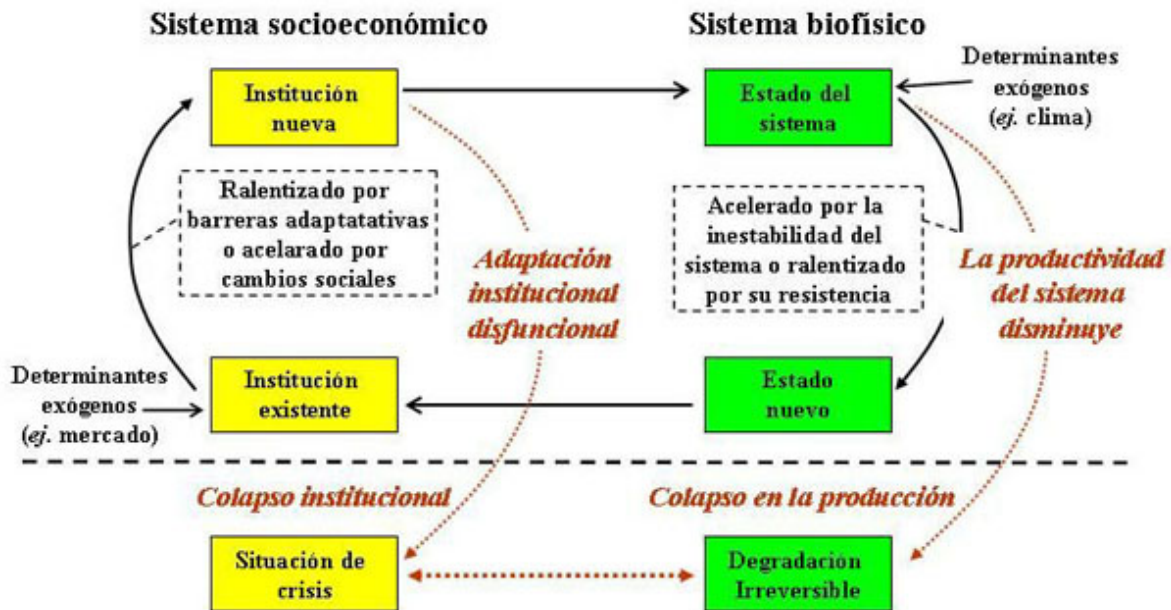 Sistema socioeconómico
Sistema biofísico
Institución
nueva
Estado del
sistema
Determinantes
exógenos
(ej. clima)
Ralentizado por
barreras adaptatativas
o acelarado por
cambios sociales
Adaptación
institucional
disfuncional
Acelerado por la
inestabilidad del
sistema o ralentizado
por su resistencia
La productividad
del sistema
disminuye
Determinantes
exógenos
(ej. mercado)
Institución
existente
Estado
nuevo
Colapso institucional
Colapso en la producción
Situación de
crisis
Degradación
Irreversible